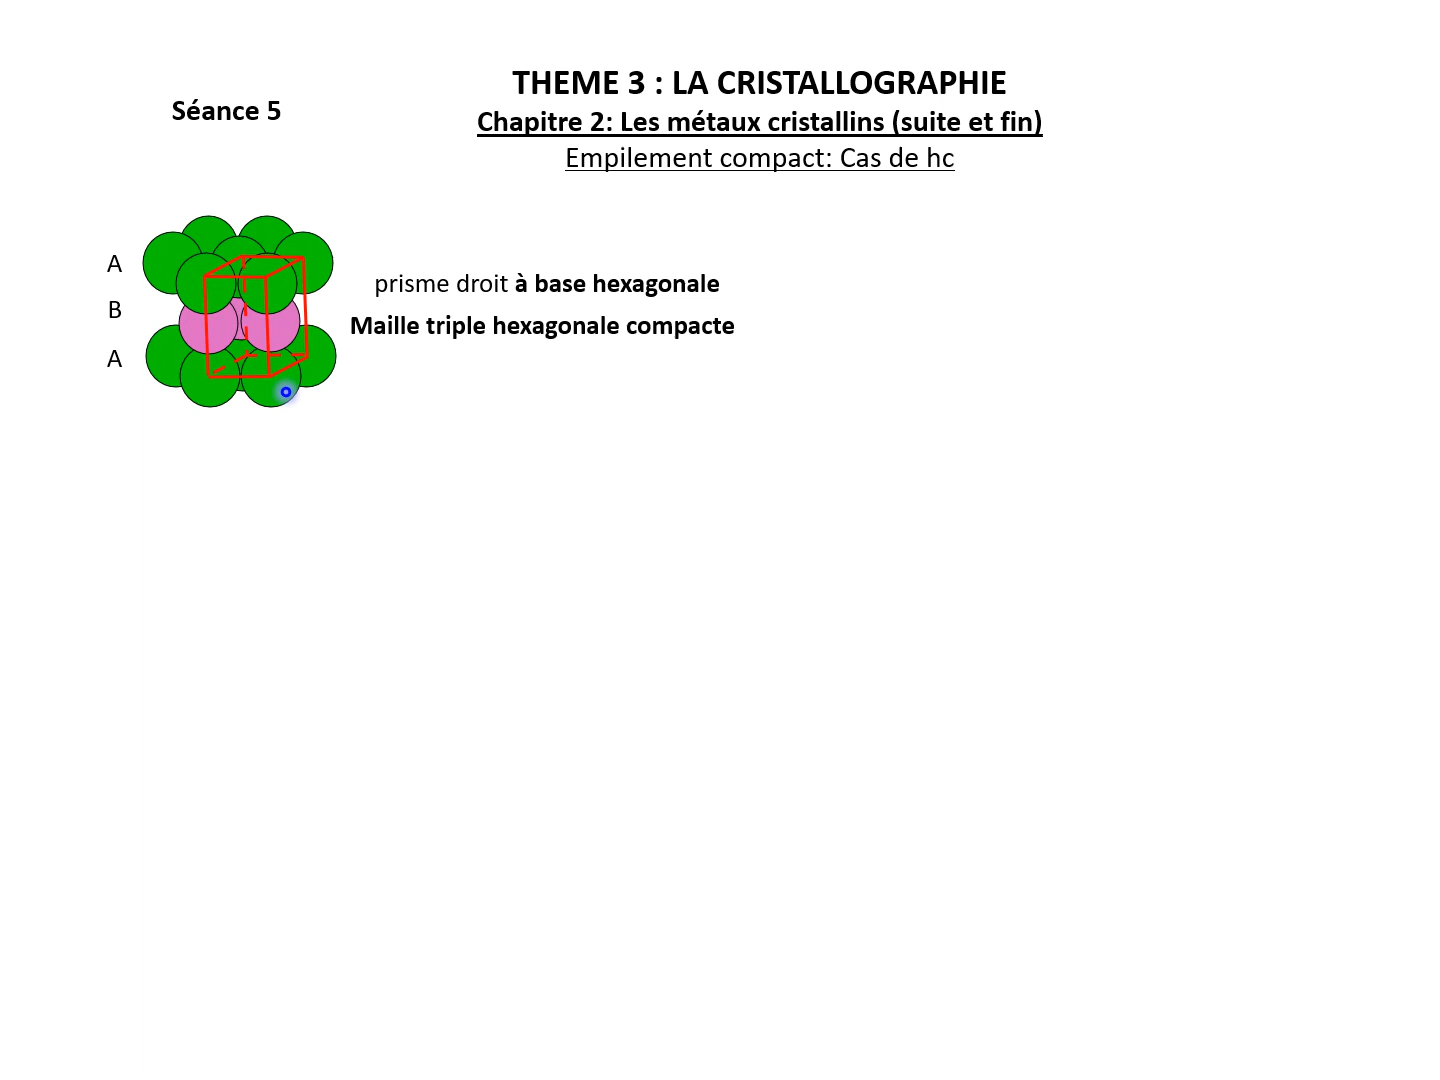 Séance 5
THEME 3 : LA CRISTALLOGRAPHIE
Chapitre 2: Les métaux cristallins (suite et fin)
Empilement compact: Cas de hc
A
B
A
prisme droit à base hexagonale
Maille triple hexagonale compacte